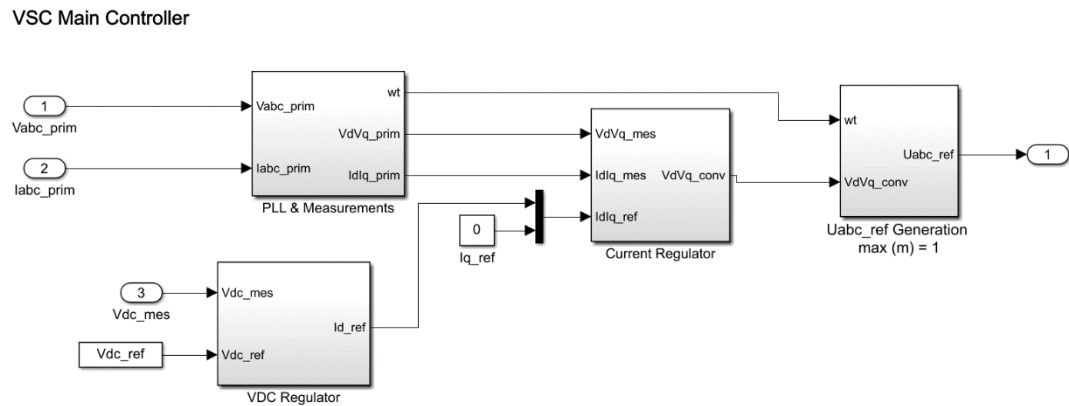 VSC Main Controller
1
Vabc_prim
2
Iabc_prim
Vabc_prim
Iabc_prim
wt
VdVq_prim
IdIq_prim
PLL & Measurements
0
Iq_ref
VdVq_mes
IdIq_mes
IdIq_ref
VdVq_conv
Current Regulator
wt
VdVq_conv
Uabc_ref
Uabc_ref Generation
max (m) = 1
1
3
Vdc_mes
Vdc_ref
Vdc_mes
Vdc_ref
Id_ref
VDC Regulator